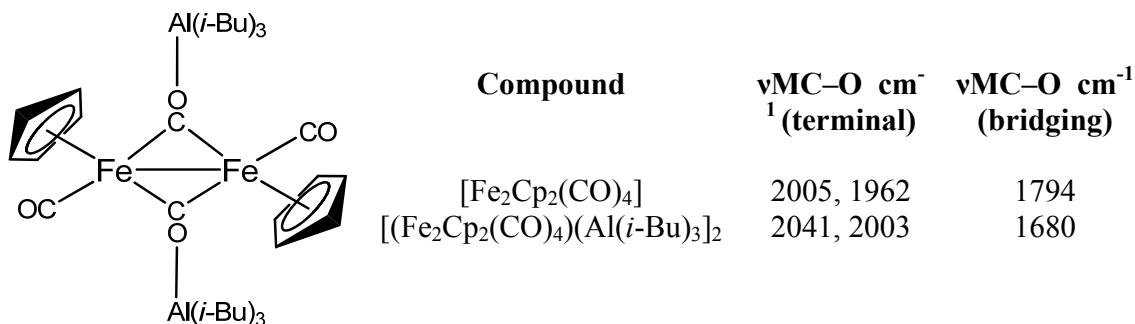 Al(i-Bu)3
O
C
CO
Fe Fe
OC
C
O
Al(i-Bu)3
Compound νMC–O cm- νMC–O cm-1
1 (terminal) (bridging)
[Fe2Cp2(CO)4] 2005, 1962 1794
[(Fe2Cp2(CO)4)(Al(i-Bu)3]2 2041, 2003 1680